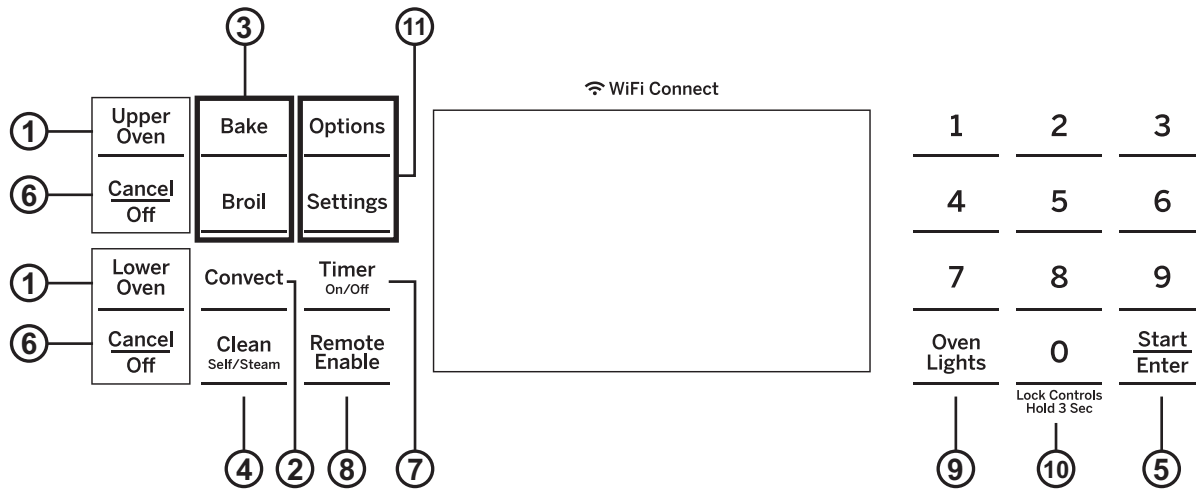 3
11
WiFi Connect
1
Upper
Oven
Bake
Options
1
2
3
6
Cancel
Off
Broil
Settings
4
5
6
1
Lower
Oven
Convect
Timer
On/Off
7
8
9
6
Cancel
Off
Clean
Self/Steam
Remote
Enable
Oven
Lights
0
Start
Enter
Lock Controls
Hold 3 Sec
4
2
8
7
9
10
5